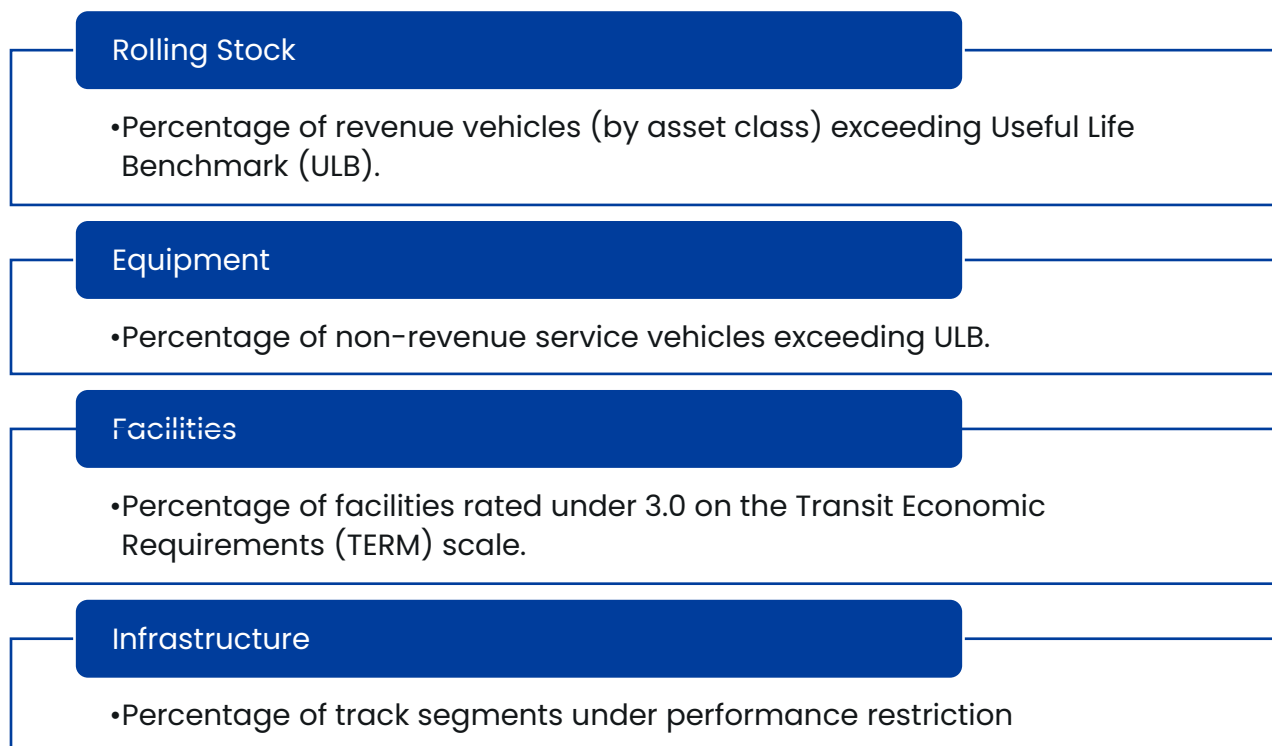 Rolling Stock
•Percentage of revenue vehicles (by asset class) exceeding Useful Life
Benchmark (ULB).
Equipment
•Percentage of non-revenue service vehicles exceeding ULB.
Facilities
•Percentage of facilities rated under 3.0 on the Transit Economic
Requirements (TERM) scale.
Infrastructure
•Percentage of track segments under performance restriction